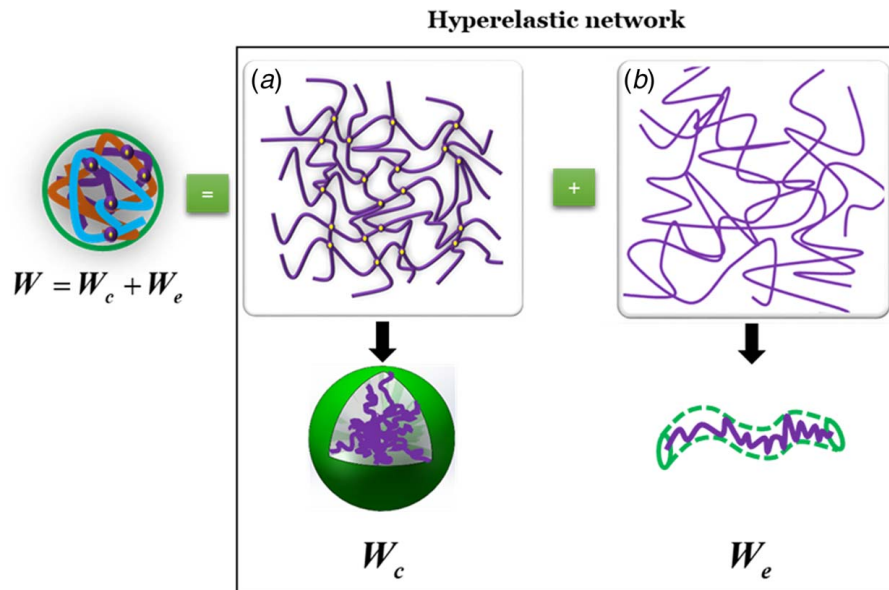 Hyperelastic network
(a)
(b)
=
+
W = W_c + W_e
W_c
W_e